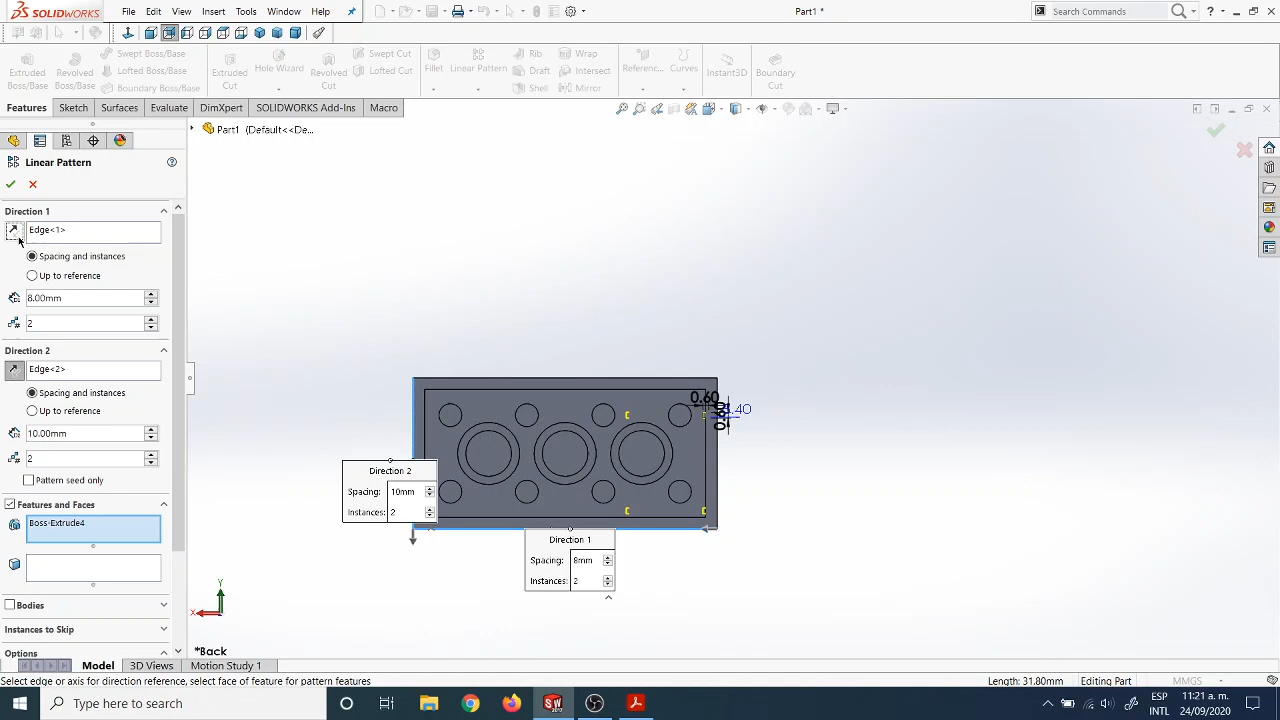 SOLIDWORKS
File Edit View Insert Tools Window Help
Part1 *
Search Commands
?
Extruded Boss/Base
Revolved Boss/Base
Swept Boss/Base
Lofted Boss/Base
Boundary Boss/Base
Extruded Cut
Hole Wizard
Revolved Cut
Swept Cut
Lofted Cut
Fillet
Linear Pattern
Rib
Draft
Shell
Wrap
Intersect
Mirror
Referenc...
Curves
Instant3D
Boundary Cut
Features Sketch Surfaces Evaluate DimXpert SOLIDWORKS Add-Ins Macro
Part1 (Default<<De...
Linear Pattern
Direction 1
Edge<1>
Spacing and instances
Up to reference
8.00mm
2
Direction 2
Edge<2>
Spacing and instances
Up to reference
10.00mm
2
Pattern seed only
Features and Faces
Boss-Extrude4
Bodies
Instances to Skip
Options
0.60
0.60
Direction 2
Spacing: 10mm
Instances: 2
Direction 1
Spacing: 8mm
Instances: 2
Y
X
*Back
Model 3D Views Motion Study 1
Select edge or axis for direction reference, select face of feature for pattern features
Length: 31.80mm Editing Part MMGS
Type here to search
ESP
INTL
11:21 a. m.
24/09/2020